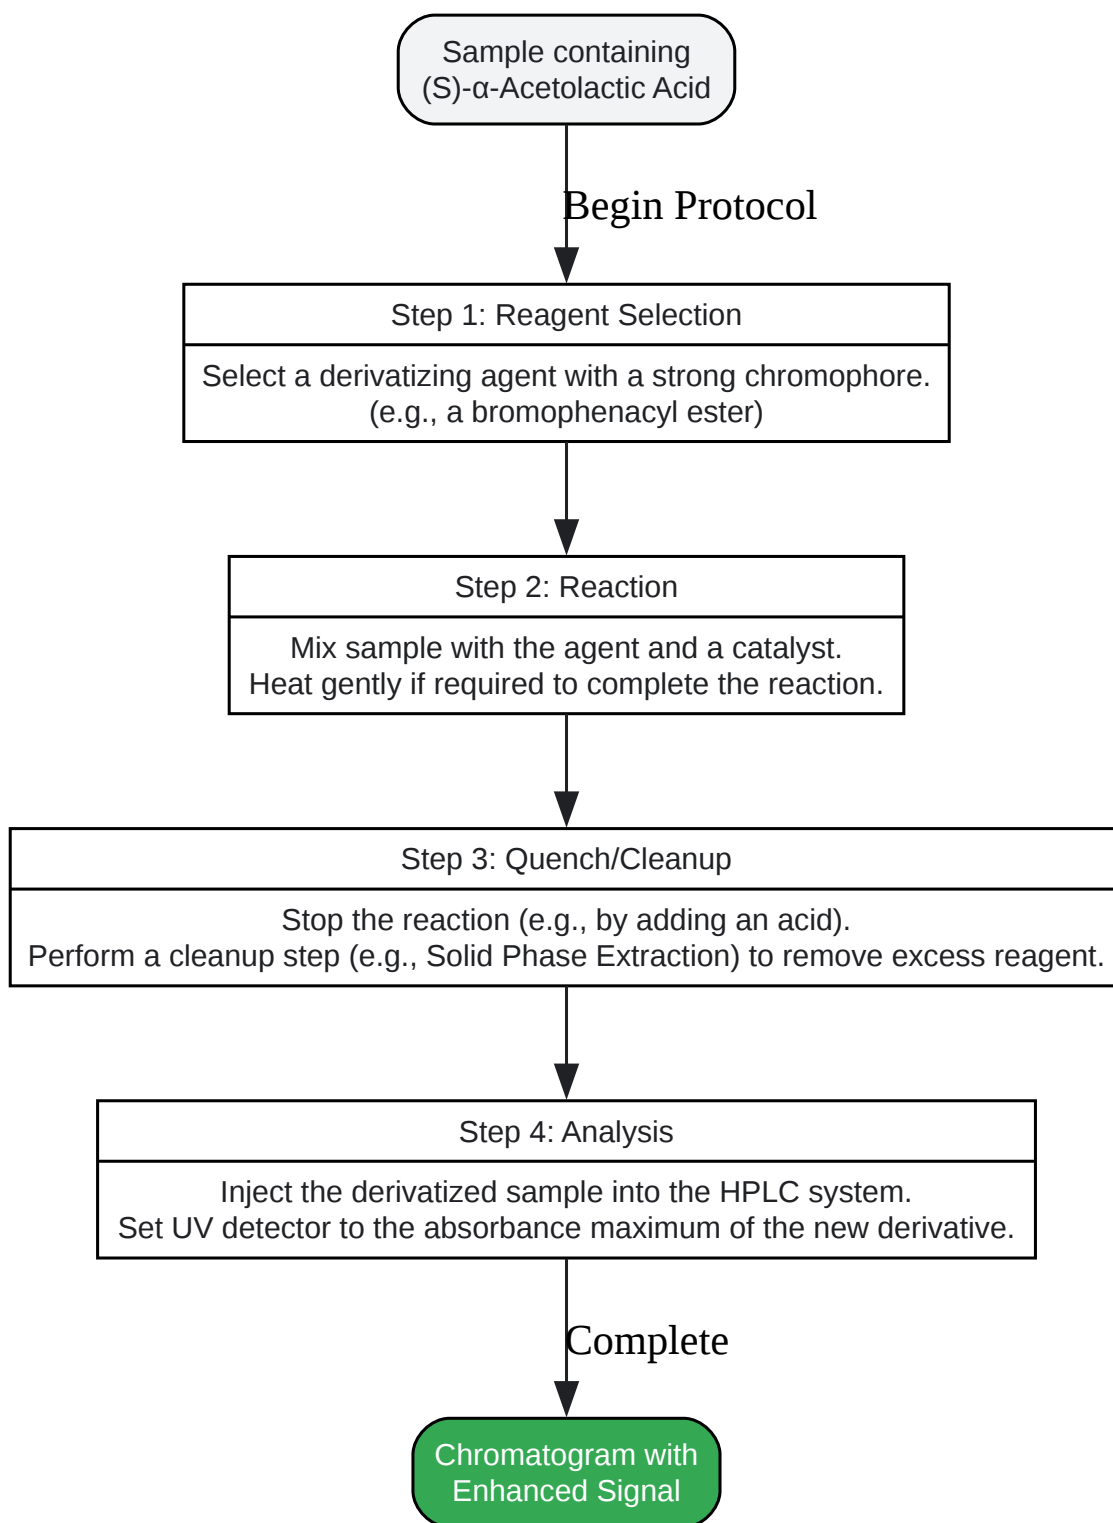 Sample containing
(S)-α-Acetolactic Acid
Begin Protocol
Step 1: Reagent Selection
Select a derivatizing agent with a strong chromophore.
(e.g., a bromophenacyl ester)
Step 2: Reaction
Mix sample with the agent and a catalyst.
Heat gently if required to complete the reaction.
Step 3: Quench/Cleanup
Stop the reaction (e.g., by adding an acid).
Perform a cleanup step (e.g., Solid Phase Extraction) to remove excess reagent.
Step 4: Analysis
Inject the derivatized sample into the HPLC system.
Set UV detector to the absorbance maximum of the new derivative.
Complete
Chromatogram with
Enhanced Signal